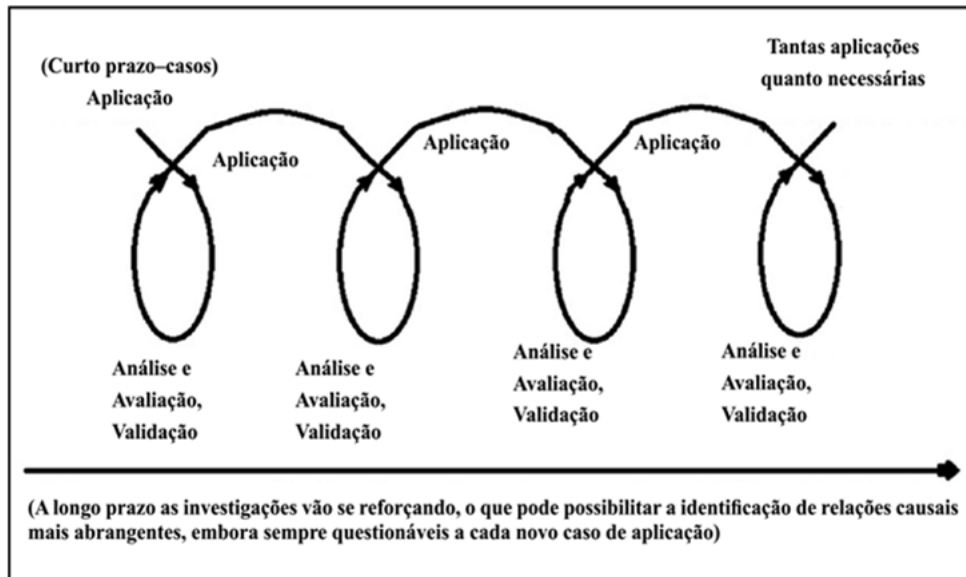 (Curto prazo–casos)
Aplicação
Tantas aplicações
quanto necessárias
Aplicação
Aplicação
Aplicação
Análise e
Avaliação,
Validação
Análise e
Avaliação,
Validação
Análise e
Avaliação,
Validação
Análise e
Avaliação,
Validação
(A longo prazo as investigações vão se reforçando, o que pode possibilitar a identificação de relações causais
mais abrangentes, embora sempre questionáveis a cada novo caso de aplicação)